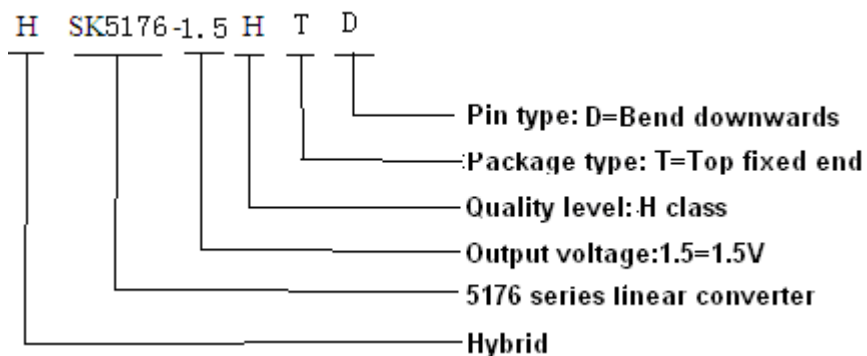 H SK5176-1.5 H T D
Pin type: D=Bend downwards
Package type: T=Top fixed end
Quality level: H class
Output voltage:1.5=1.5V
5176 series linear converter
Hybrid